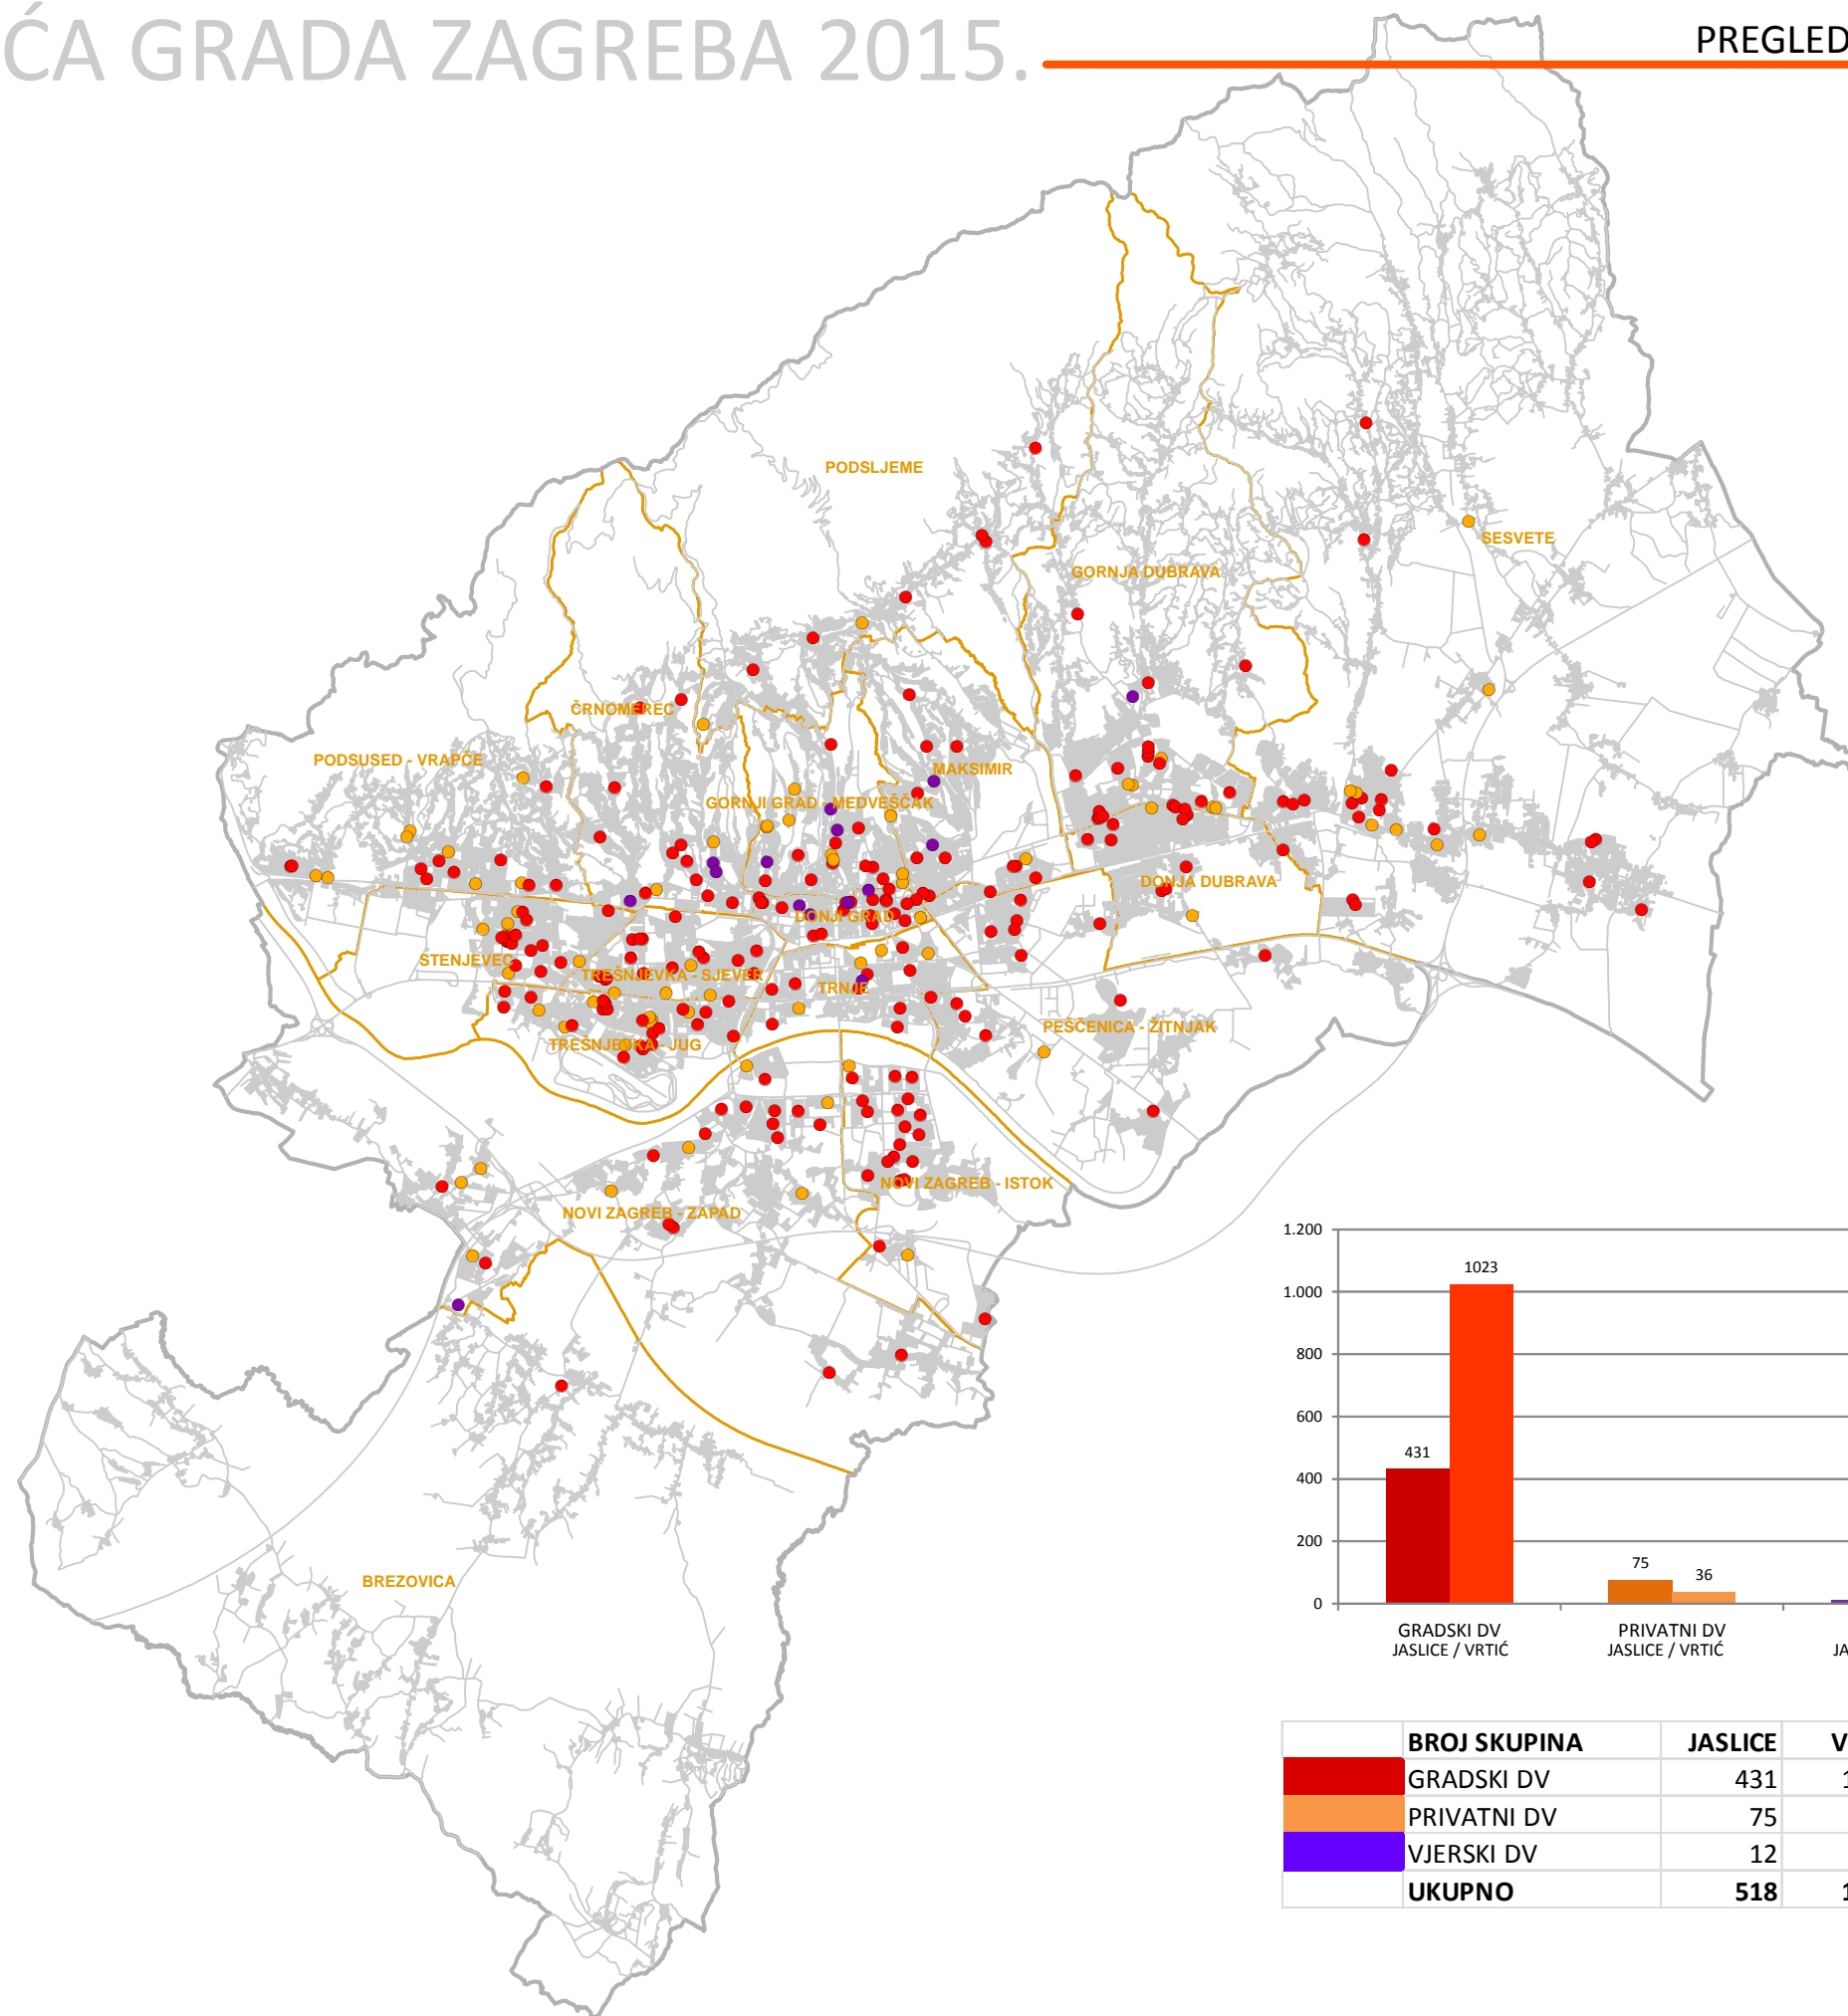 ĆA GRADA ZAGREBA 2015.
PREGLED
PODSLJEME
SESVETE
GORNJA DUBRAVA
ČRNOMEREC
PODSUSED - VRAPČE
MAKSIMIR
GORNJI GRAD - MEDVEŠČAK
DONJA DUBRAVA
DONJI GRAD
STENJEVEC
TREŠNJEVKA - SJEVER
TRNJE
PEŠČENICA - ŽITNJAK
TREŠNJEVKA - JUG
NOVI ZAGREB - ISTOK
NOVI ZAGREB - ZAPAD
BREZOVICA
1.200
1.000
800
600
400
200
0
431
1023
75
36
GRADSKI DV
JASLICE / VRTIĆ
PRIVATNI DV
JASLICE / VRTIĆ
JA
BROJ SKUPINA JASLICE V
GRADSKI DV 431 1
PRIVATNI DV 75
VJERSKI DV 12
UKUPNO 518 1